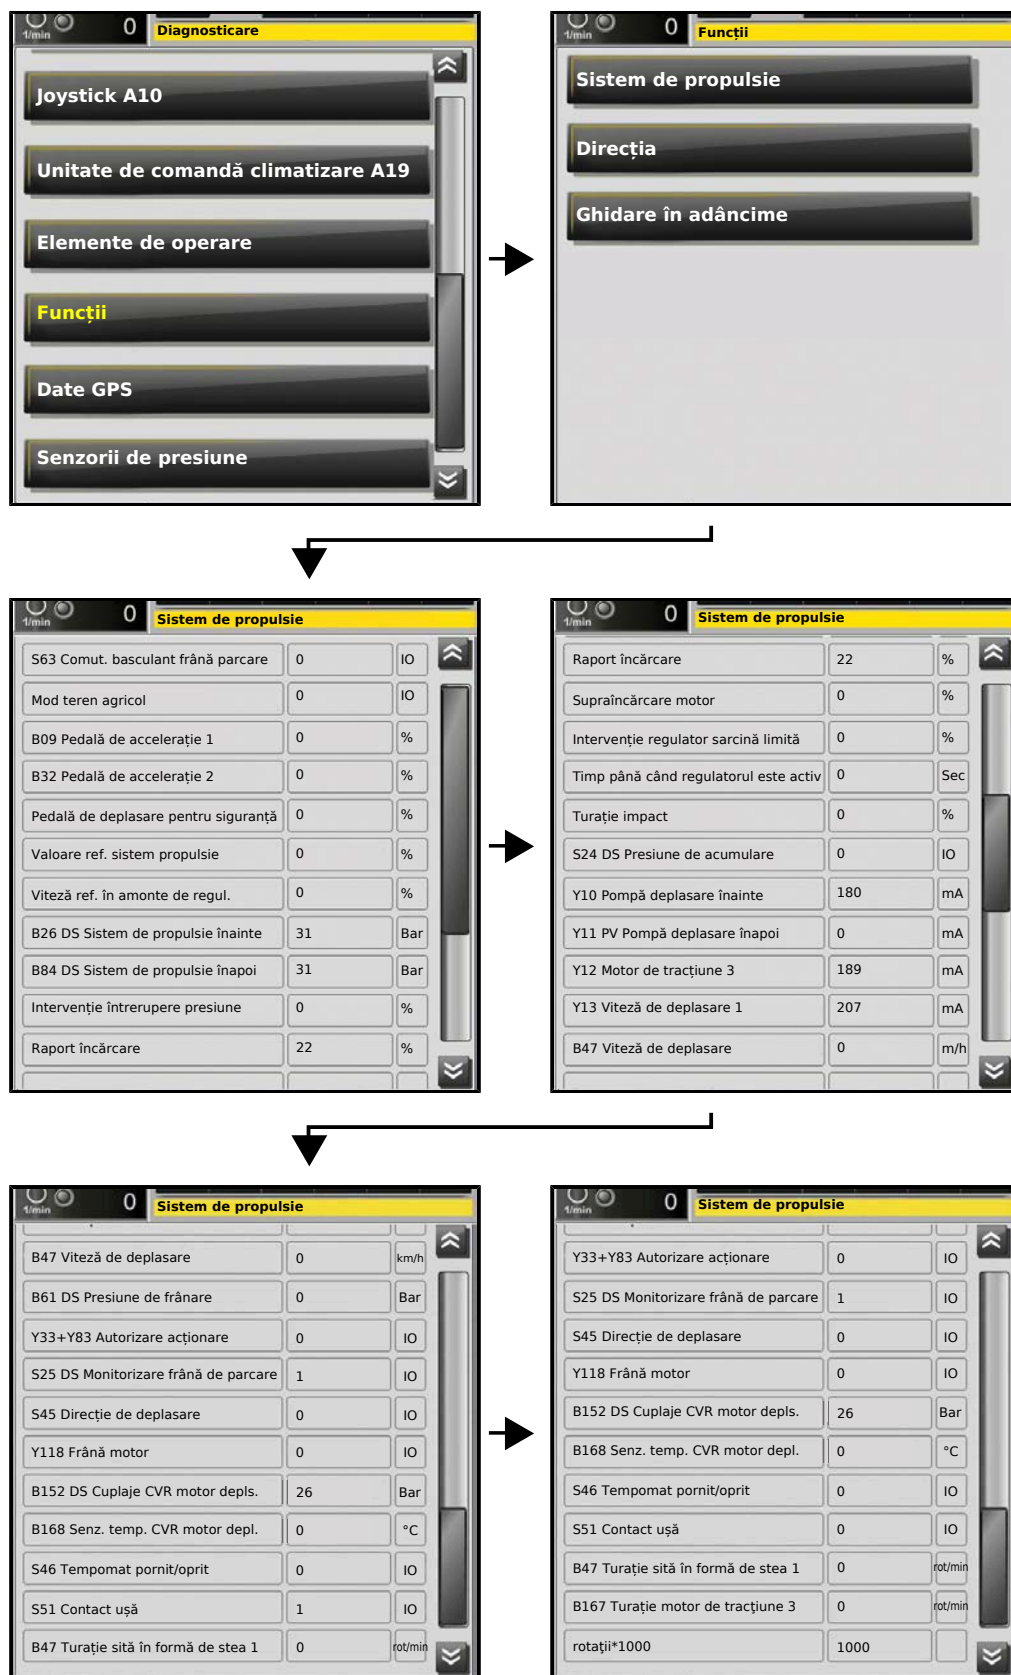 1/min 0 Diagnosticare
Joystick A10
Unitate de comandă climatizare A19
Elemente de operare
Funcții
Date GPS
Senzorii de presiune
1/min 0 Funcții
Sistem de propulsie
Direcția
Ghidare în adâncime
1/min 0 Sistem de propulsie
S63 Comut. basculant frână parcare 0 IO
Mod teren agricol 0 IO
B09 Pedală de accelerație 1 0 %
B32 Pedală de accelerație 2 0 %
Pedală de deplasare pentru siguranță 0 %
Valoare ref. sistem propulsie 0 %
Viteză ref. în amonte de regul. 0 %
B26 DS Sistem de propulsie înainte 31 Bar
B84 DS Sistem de propulsie înapoi 31 Bar
Intervenție întrerupere presiune 0 %
Raport încărcare 22 %
1/min 0 Sistem de propulsie
Raport încărcare 22 %
Supraîncărcare motor 0 %
Intervenție regulator sarcină limită 0 %
Timp până când regulatorul este activ 0 Sec
Turație impact 0 %
S24 DS Presiune de acumulare 0 IO
Y10 Pompă deplasare înainte 180 mA
Y11 PV Pompă deplasare înapoi 0 mA
Y12 Motor de tracțiune 3 189 mA
Y13 Viteză de deplasare 1 207 mA
B47 Viteză de deplasare 0 m/h
1/min 0 Sistem de propulsie
B47 Viteză de deplasare 0 km/h
B61 DS Presiune de frânare 0 Bar
Y33+Y83 Autorizare acționare 0 IO
S25 DS Monitorizare frână de parcare 1 IO
S45 Direcție de deplasare 0 IO
Y118 Frână motor 0 IO
B152 DS Cuplaje CVR motor depls. 26 Bar
B168 Senz. temp. CVR motor depl. 0 °C
S46 Tempomat pornit/oprit 0 IO
S51 Contact ușă 1 IO
B47 Turație sită în formă de stea 1 0 rot/min
1/min 0 Sistem de propulsie
Y33+Y83 Autorizare acționare 0 IO
S25 DS Monitorizare frână de parcare 1 IO
S45 Direcție de deplasare 0 IO
Y118 Frână motor 0 IO
B152 DS Cuplaje CVR motor depls. 26 Bar
B168 Senz. temp. CVR motor depl. 0 °C
S46 Tempomat pornit/oprit 0 IO
S51 Contact ușă 0 IO
B47 Turație sită în formă de stea 1 0 rot/min
B167 Turație motor de tracţiune 3 0 rot/min
rotaţii*1000 1000